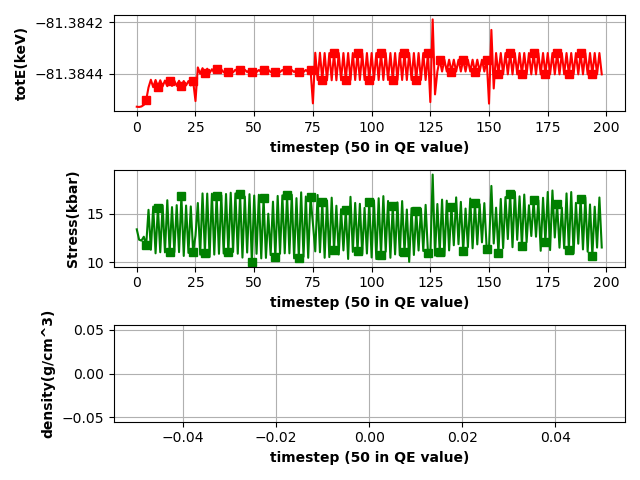 totE(keV)
−81.3842
−81.3844
0 25 50 75 100 125 150 175 200
timestep (50 in QE value)
Stress(kbar)
15
10
0 25 50 75 100 125 150 175 200
timestep (50 in QE value)
density(g/cm^3)
0.05
0.00
−0.05
−0.04 −0.02 0.00 0.02 0.04
timestep (50 in QE value)